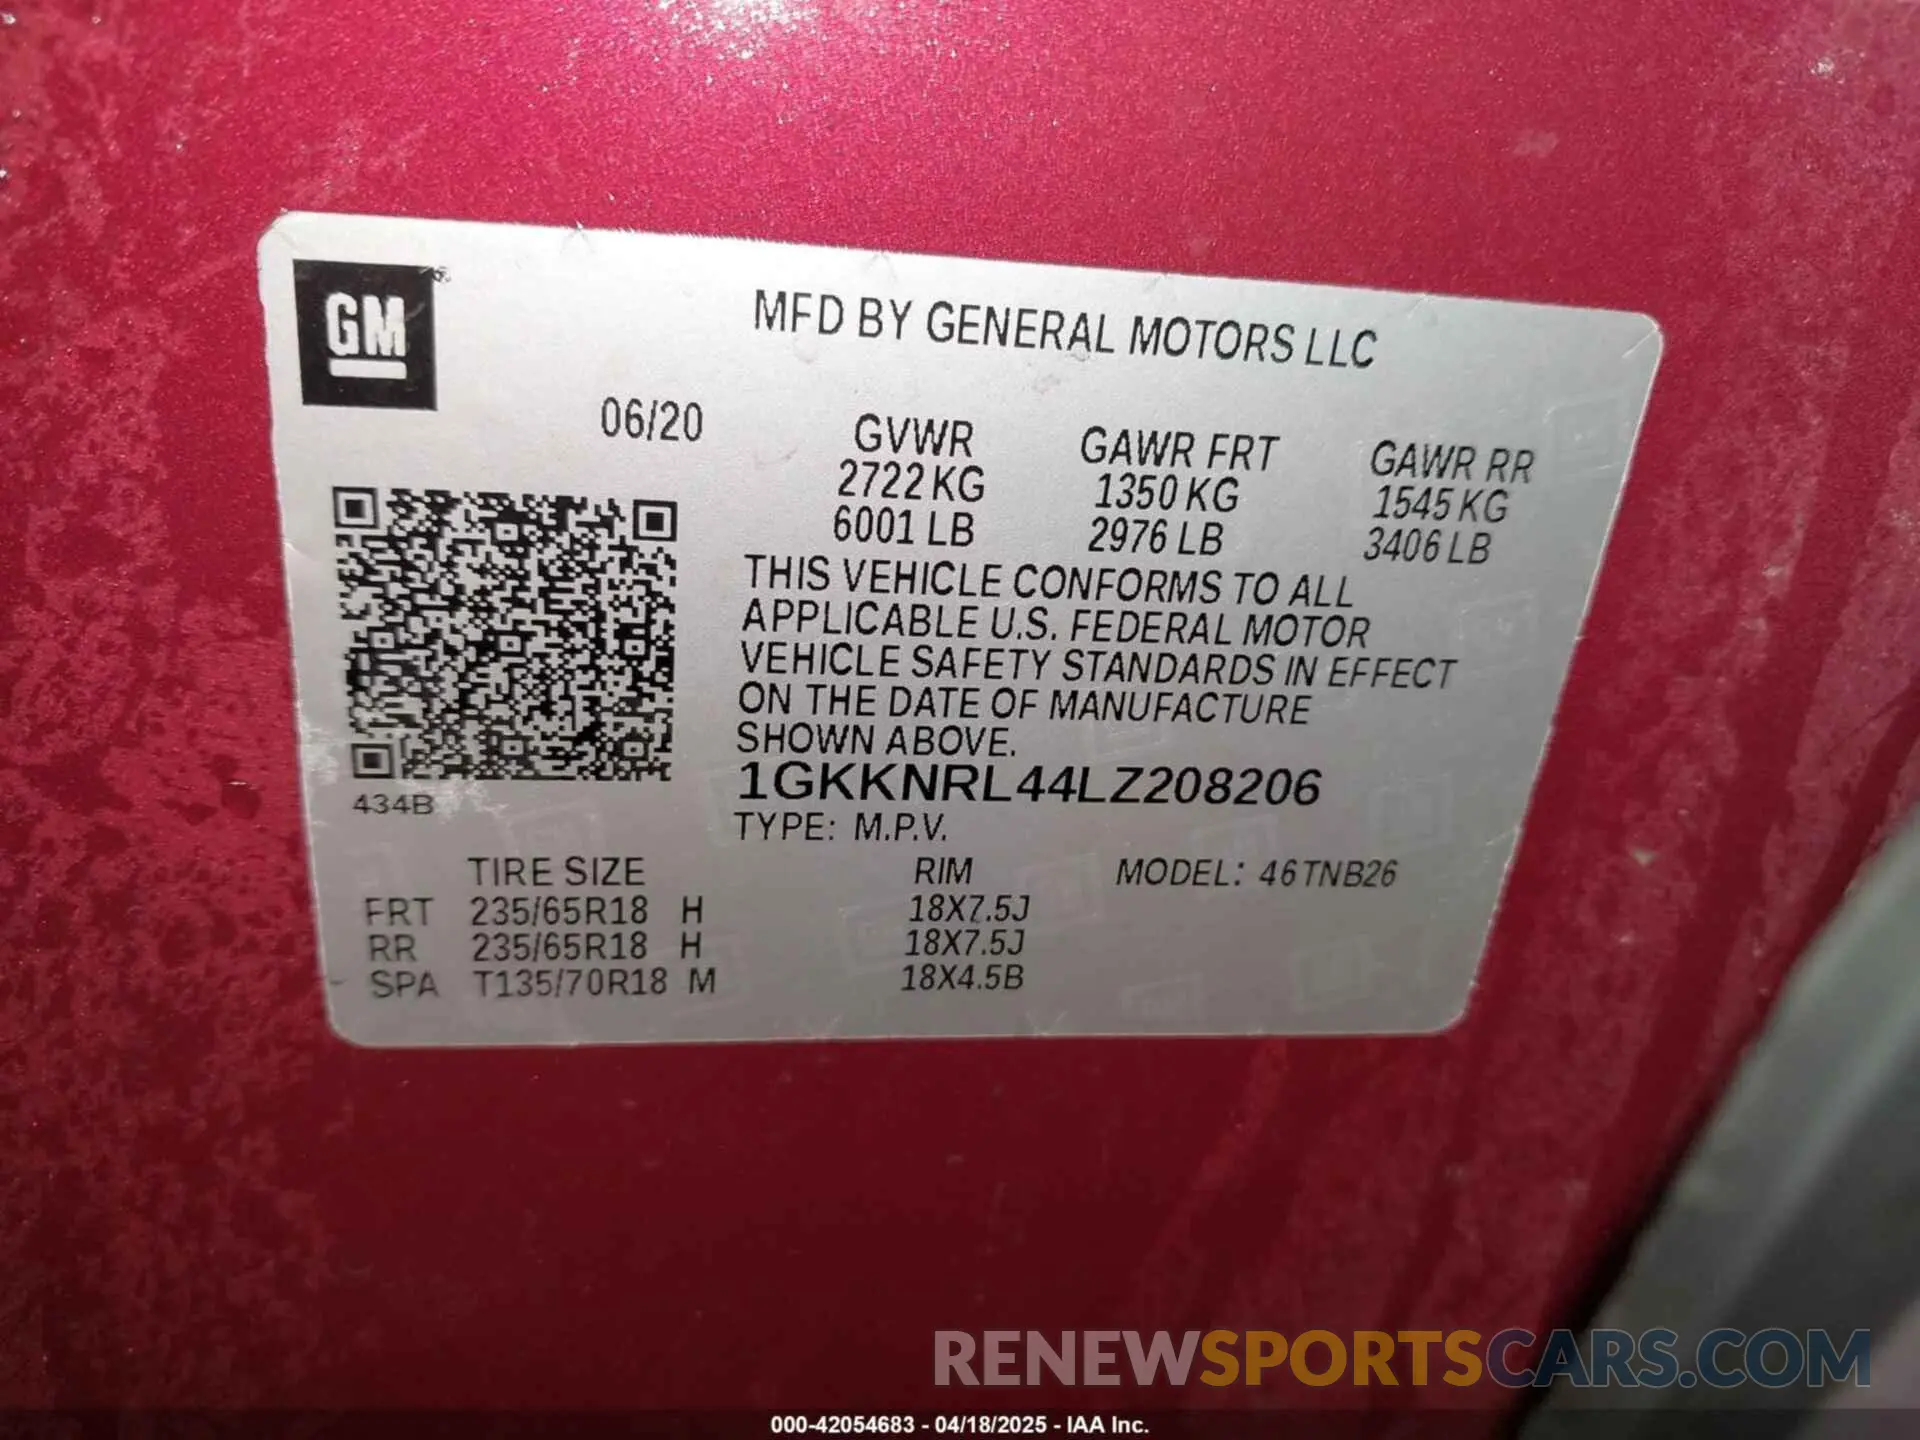 GM
MFD BY GENERAL MOTORS LLC
06/20
GVWR GAWR FRT GAWR RR
2722 KG 1350 KG 1545 KG
6001 LB 2976 LB 3406 LB
THIS VEHICLE CONFORMS TO ALL
APPLICABLE U.S. FEDERAL MOTOR
VEHICLE SAFETY STANDARDS IN EFFECT
ON THE DATE OF MANUFACTURE
SHOWN ABOVE.
1GKKNRL44LZ208206
434B
TYPE: M.P.V.
TIRE SIZE RIM MODEL: 46TNB26
FRT 235/65R18 H 18X7.5J
RR 235/65R18 H 18X7.5J
SPA T135/70R18 M 18X4.5B
RENEWSPORTSCARS.COM
000-42054683 - 04/18/2025 - IAA Inc.